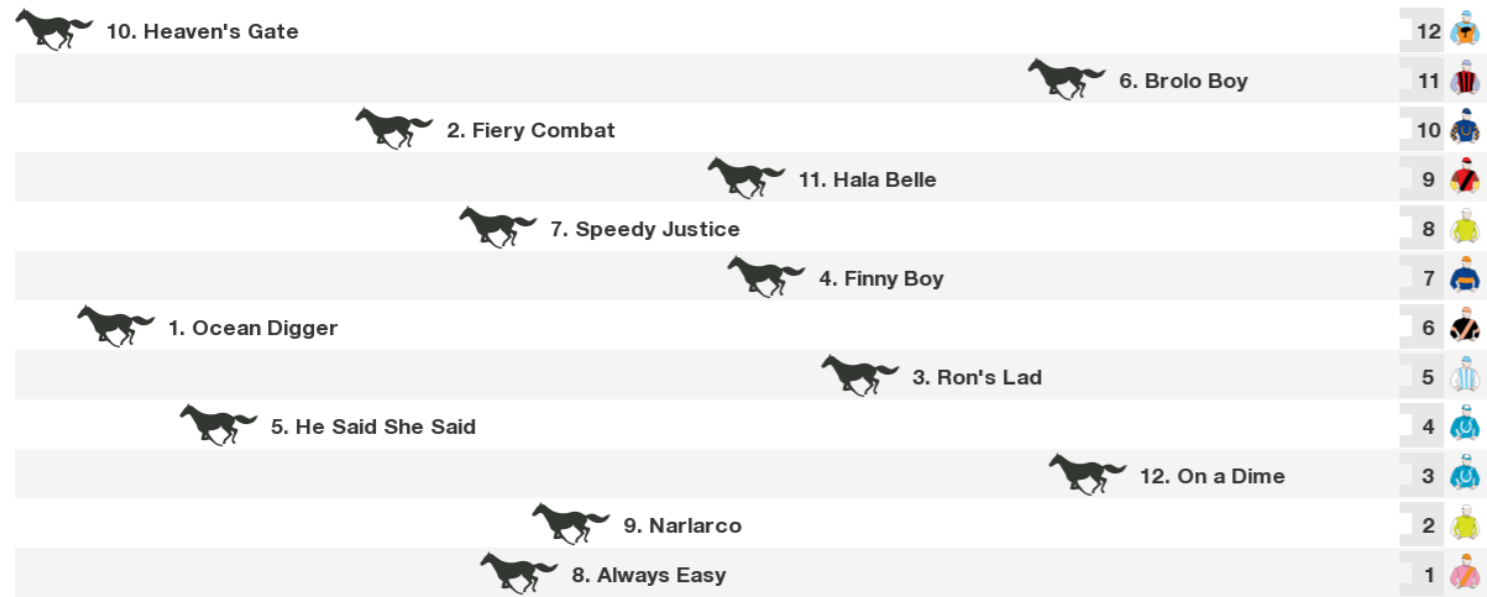 10. Heaven's Gate 12
6. Brolo Boy 11
2. Fiery Combat 10
11. Hala Belle 9
7. Speedy Justice 8
4. Finny Boy 7
1. Ocean Digger 6
3. Ron's Lad 5
5. He Said She Said 4
12. On a Dime 3
9. Narlarco 2
8. Always Easy 1